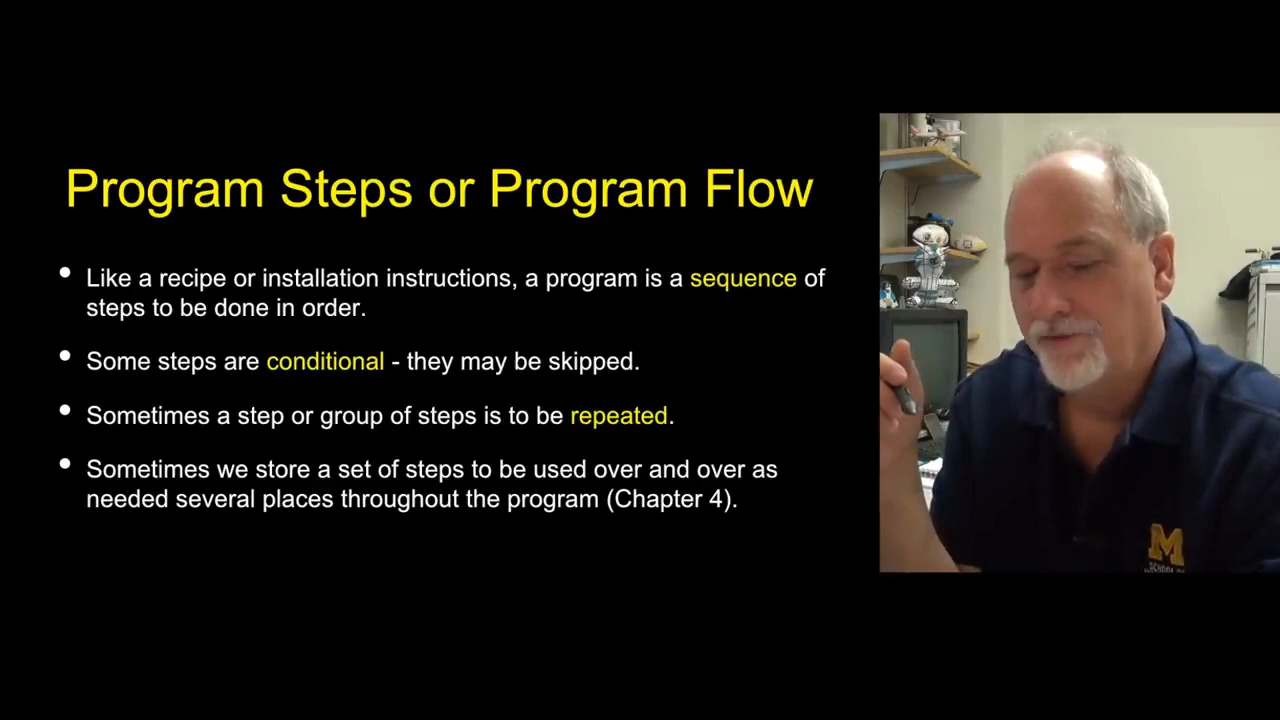 Program Steps or Program Flow
• Like a recipe or installation instructions, a program is a sequence of
steps to be done in order.
• Some steps are conditional - they may be skipped.
• Sometimes a step or group of steps is to be repeated.
• Sometimes we store a set of steps to be used over and over as
needed several places throughout the program (Chapter 4).
M
SCHOOL OF